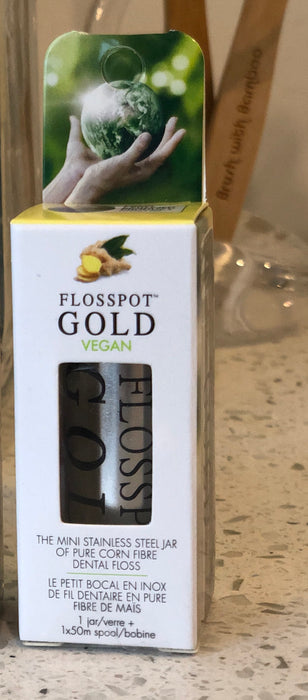 FLOSSPOT™
GOLD
VEGAN
FLOSSP
GOL
THE MINI STAINLESS STEEL JAR
OF PURE CORN FIBRE
DENTAL FLOSS
LE PETIT BOCAL EN INOX
DE FIL DENTAIRE EN PURE
FIBRE DE MAÏS
1 jar/verre +
1x50m spool/bobine
Brush with Bamboo